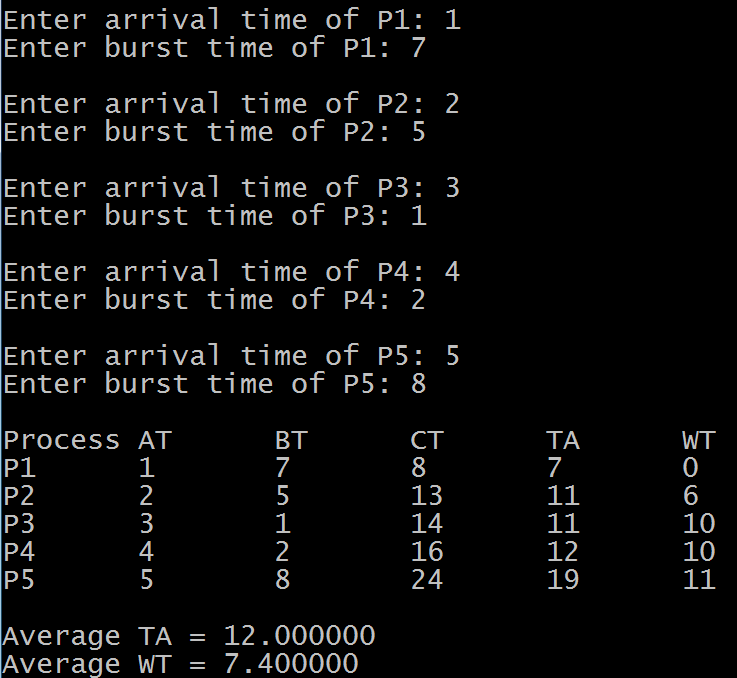 Enter arrival time of P1: 1
Enter burst time of P1: 7
Enter arrival time of P2: 2
Enter burst time of P2: 5
Enter arrival time of P3: 3
Enter burst time of P3: 1
Enter arrival time of P4: 4
Enter burst time of P4: 2
Enter arrival time of P5: 5
Enter burst time of P5: 8
Process AT BT CT TA WT
P1 1 7 8 7 0
P2 2 5 13 11 6
P3 3 1 14 11 10
P4 4 2 16 12 10
P5 5 8 24 19 11
Average TA = 12.000000
Average WT = 7.400000